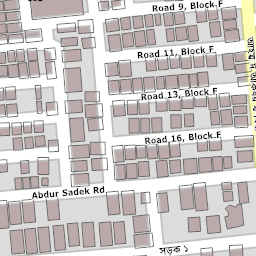 Road 9, Block F
Road 11, Block F
Road 13, Block F
Road 16, Block F
Abdur Sadek Rd
সড়ক ১